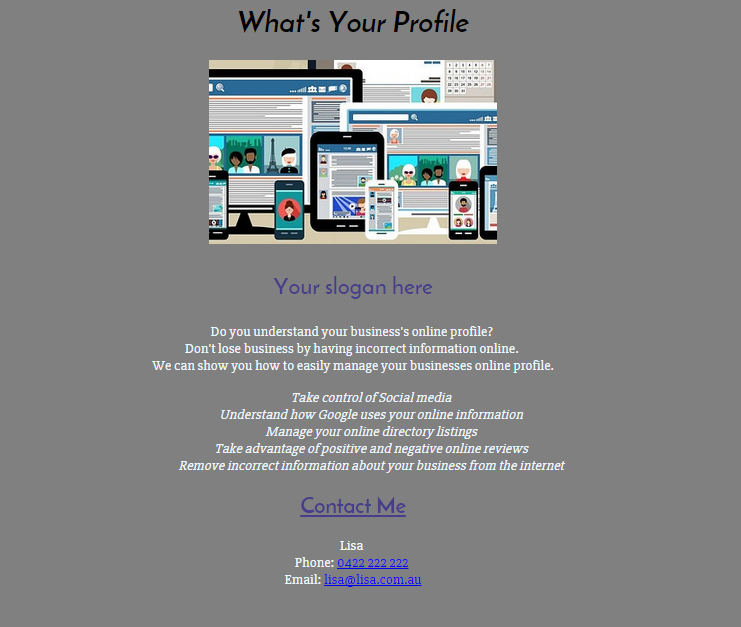 What's Your Profile
Your slogan here
Do you understand your business's online profile?
Don't lose business by having incorrect information online.
We can show you how to easily manage your businesses online profile.
Take control of Social media
Understand how Google uses your online information
Manage your online directory listings
Take advantage of positive and negative online reviews
Remove incorrect information about your business from the internet
Contact Me
Lisa
Phone: 0422 222 222
Email: lisa@lisa.com.au